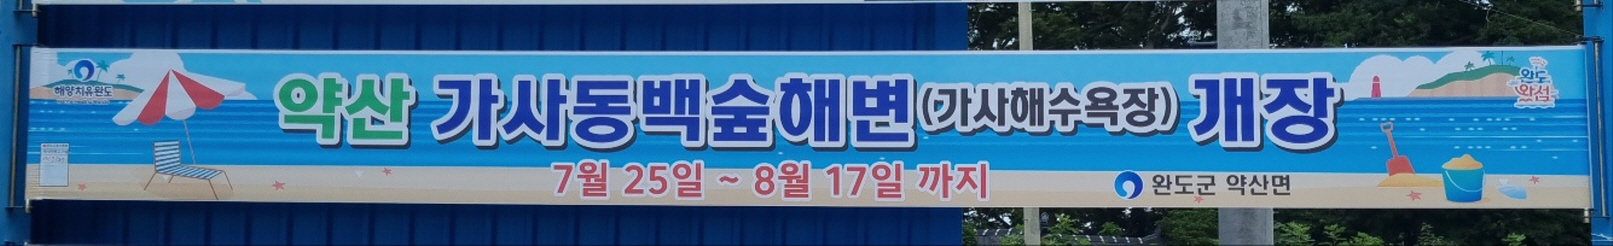 해양치유완도
약산 가사동백숲해변(가사해수욕장) 개장
완도
완섬
7월 25일 ~ 8월 17일 까지
완도군 약산면